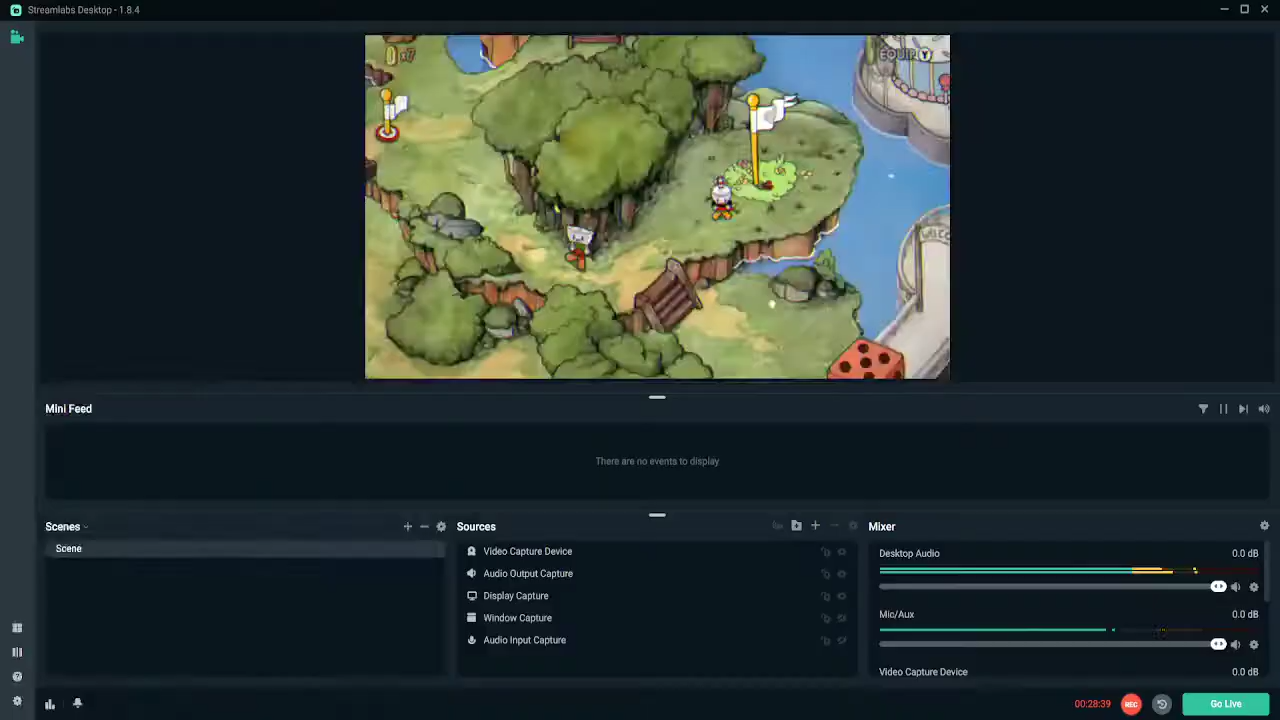 Streamlabs Desktop - 1.8.4
x7
EQUIP Y
Mini Feed
There are no events to display
Scenes
Sources
Mixer
Scene
Video Capture Device
Audio Output Capture
Display Capture
Window Capture
Audio Input Capture
Desktop Audio
0.0 dB
Mic/Aux
0.0 dB
Video Capture Device
0.0 dB
00:28:39
REC
Go Live